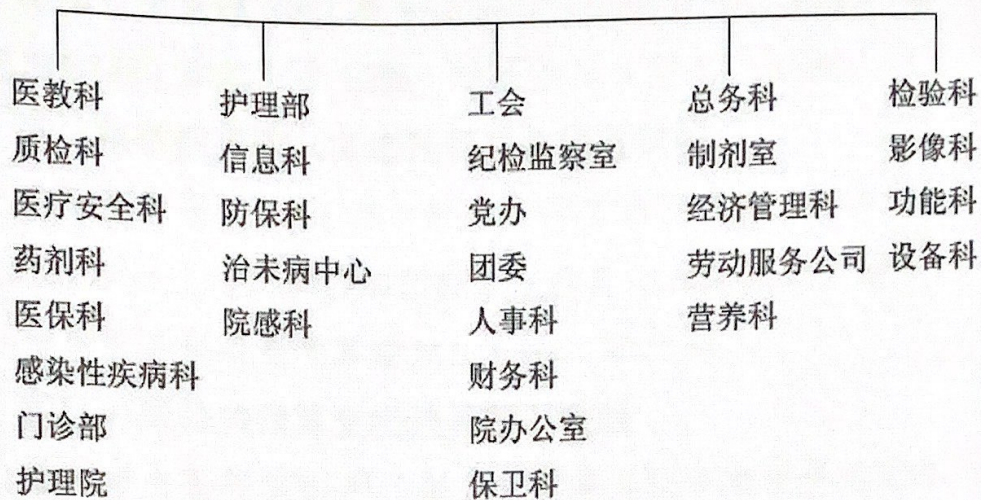 医教科
质检科
医疗安全科
药剂科
医保科
感染性疾病科
门诊部
护理院
护理部
信息科
防保科
治未病中心
院感科
工会
纪检监察室
党办
团委
人事科
财务科
院办公室
保卫科
总务科
制剂室
经济管理科
劳动服务公司
营养科
检验科
影像科
功能科
设备科